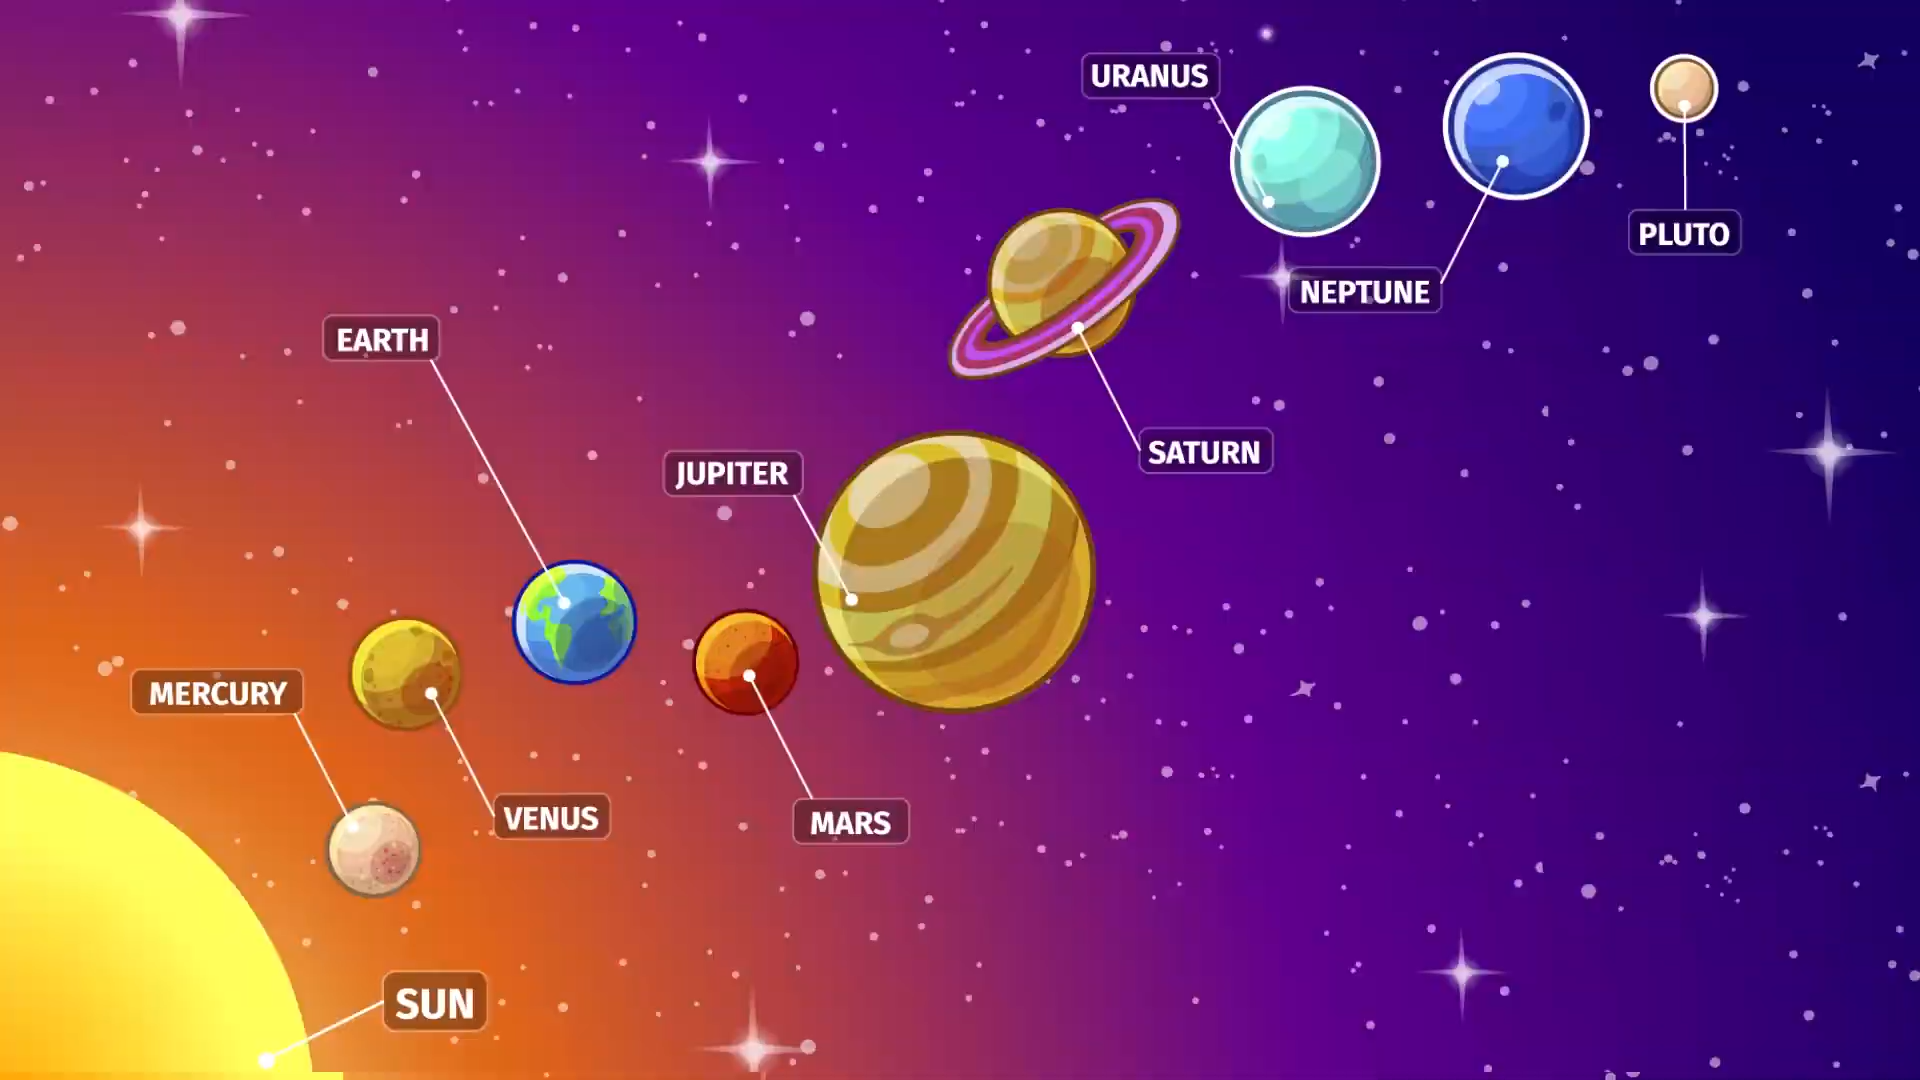 URANUS
PLUTO
NEPTUNE
EARTH
SATURN
JUPITER
MERCURY
VENUS
MARS
SUN